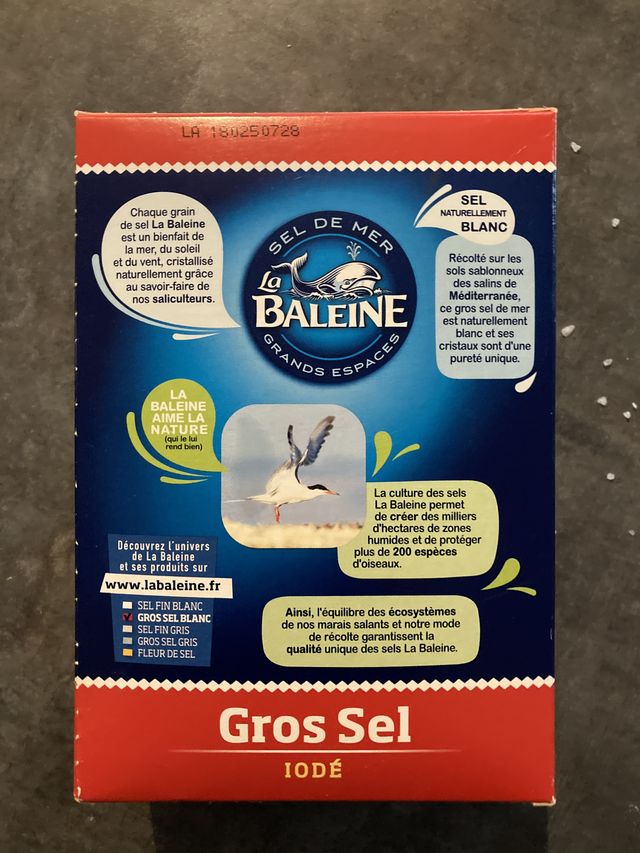 LA 180250728
Chaque grain
de sel La Baleine
est un bienfait de
la mer, du soleil
et du vent, cristallisé
naturellement grâce
au savoir-faire de
nos saliculteurs.
SEL DE MER
La
BALEINE
GRANDS ESPACES
SEL
NATURELLEMENT
BLANC
Récolté sur les
sols sablonneux
des salins de
Méditerranée,
ce gros sel de mer
est naturellement
blanc et ses
cristaux sont d'une
pureté unique.
LA
BALEINE
AIME LA
NATURE
(qui le lui
rend bien)
La culture des sels
La Baleine permet
de créer des milliers
d'hectares de zones
humides et de protéger
plus de 200 espèces
d'oiseaux.
Découvrez l'univers
de La Baleine
et ses produits sur
www.labaleine.fr
SEL FIN BLANC
GROS SEL BLANC
SEL FIN GRIS
GROS SEL GRIS
FLEUR DE SEL
Ainsi, l'équilibre des écosystèmes
de nos marais salants et notre mode
de récolte garantissent la
qualité unique des sels La Baleine.
Gros Sel
IODÉ